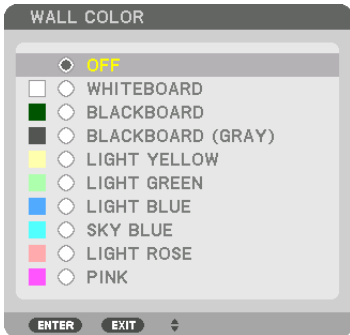 WALL COLOR
OFF
WHITEBOARD
BLACKBOARD
BLACKBOARD (GRAY)
LIGHT YELLOW
LIGHT GREEN
LIGHT BLUE
SKY BLUE
LIGHT ROSE
PINK
ENTER EXIT